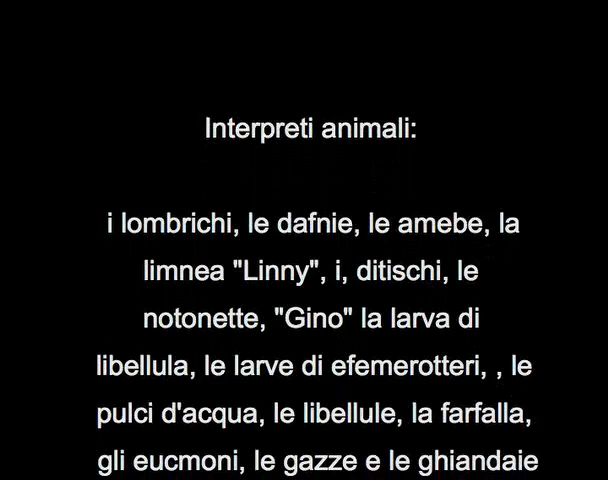 Interpreti animali:
i lombrichi, le dafnie, le amebe, la
limnea "Linny", i, ditischi, le
notonette, "Gino" la larva di
libellula, le larve di efemerotteri, , le
pulci d'acqua, le libellule, la farfalla,
gli eucmoni, le gazze e le ghiandaie